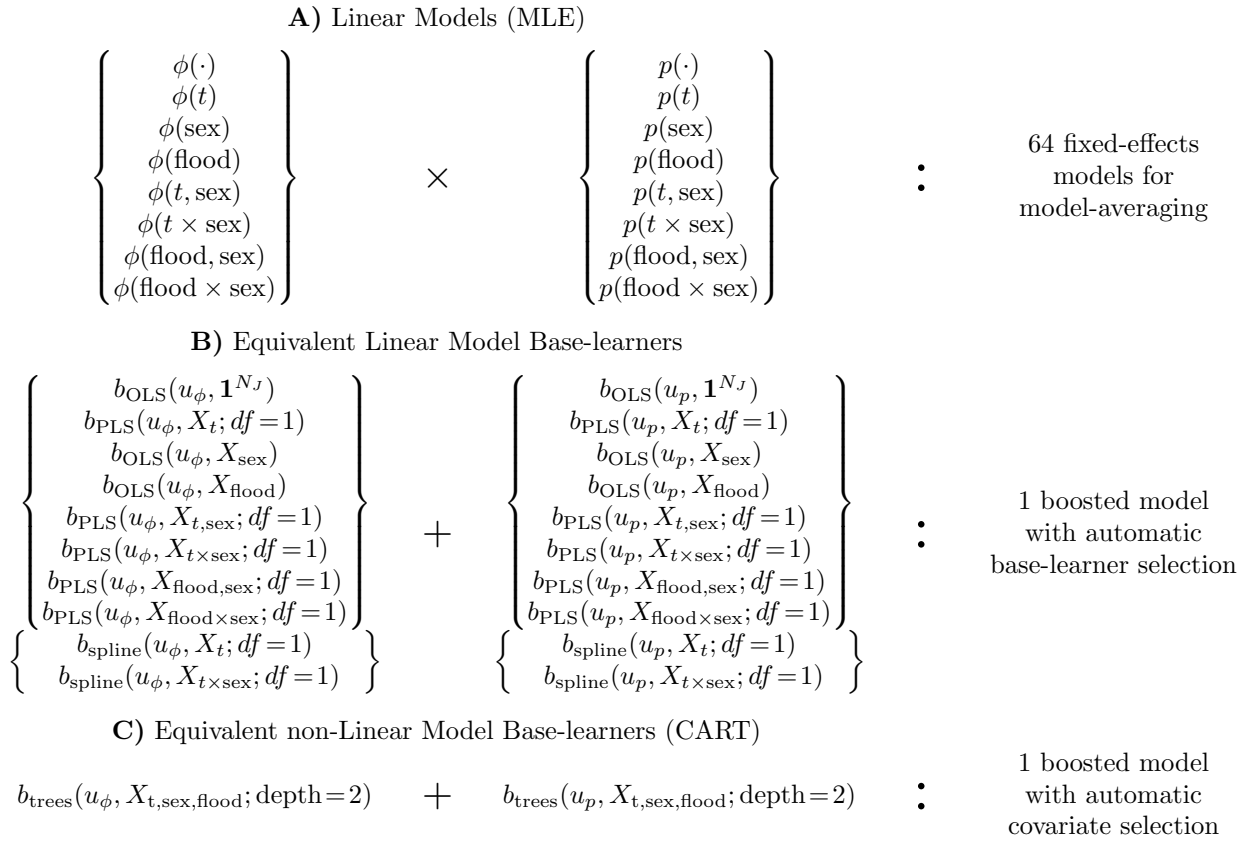 A) Linear Models (MLE)
ϕ(·)
ϕ(t)
ϕ(sex)
ϕ(flood)
ϕ(t, sex)
ϕ(t × sex)
ϕ(flood, sex)
ϕ(flood × sex)
×
p(·)
p(t)
p(sex)
p(flood)
p(t, sex)
p(t × sex)
p(flood, sex)
p(flood × sex)
:
64 fixed-effects
models for
model-averaging
B) Equivalent Linear Model Base-learners
b_OLS(u_ϕ, 1^{N_J})
b_PLS(u_ϕ, X_t; df=1)
b_OLS(u_ϕ, X_sex)
b_OLS(u_ϕ, X_flood)
b_PLS(u_ϕ, X_{t,sex}; df=1)
b_PLS(u_ϕ, X_{t×sex}; df=1)
b_PLS(u_ϕ, X_{flood,sex}; df=1)
b_PLS(u_ϕ, X_{flood×sex}; df=1)
b_spline(u_ϕ, X_t; df=1)
b_spline(u_ϕ, X_{t×sex}; df=1)
+
b_OLS(u_p, 1^{N_J})
b_PLS(u_p, X_t; df=1)
b_OLS(u_p, X_sex)
b_OLS(u_p, X_flood)
b_PLS(u_p, X_{t,sex}; df=1)
b_PLS(u_p, X_{t×sex}; df=1)
b_PLS(u_p, X_{flood,sex}; df=1)
b_PLS(u_p, X_{flood×sex}; df=1)
b_spline(u_p, X_t; df=1)
b_spline(u_p, X_{t×sex}; df=1)
:
1 boosted model
with automatic
base-learner selection
C) Equivalent non-Linear Model Base-learners (CART)
b_trees(u_ϕ, X_{t,sex,flood}; depth=2) + b_trees(u_p, X_{t,sex,flood}; depth=2) :
1 boosted model
with automatic
covariate selection